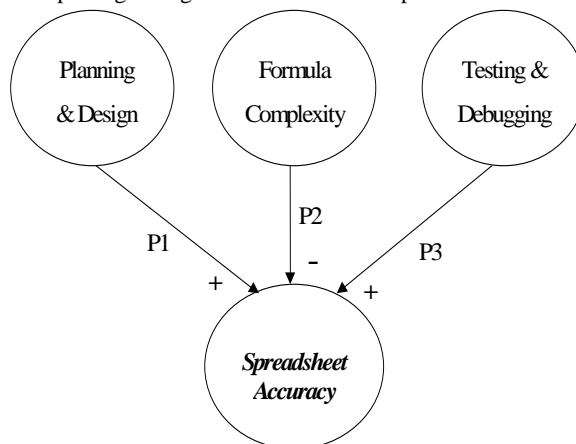 Planning
& Design
Formula
Complexity
Testing &
Debugging
P1
P2
P3
+
-
+
Spreadsheet
Accuracy